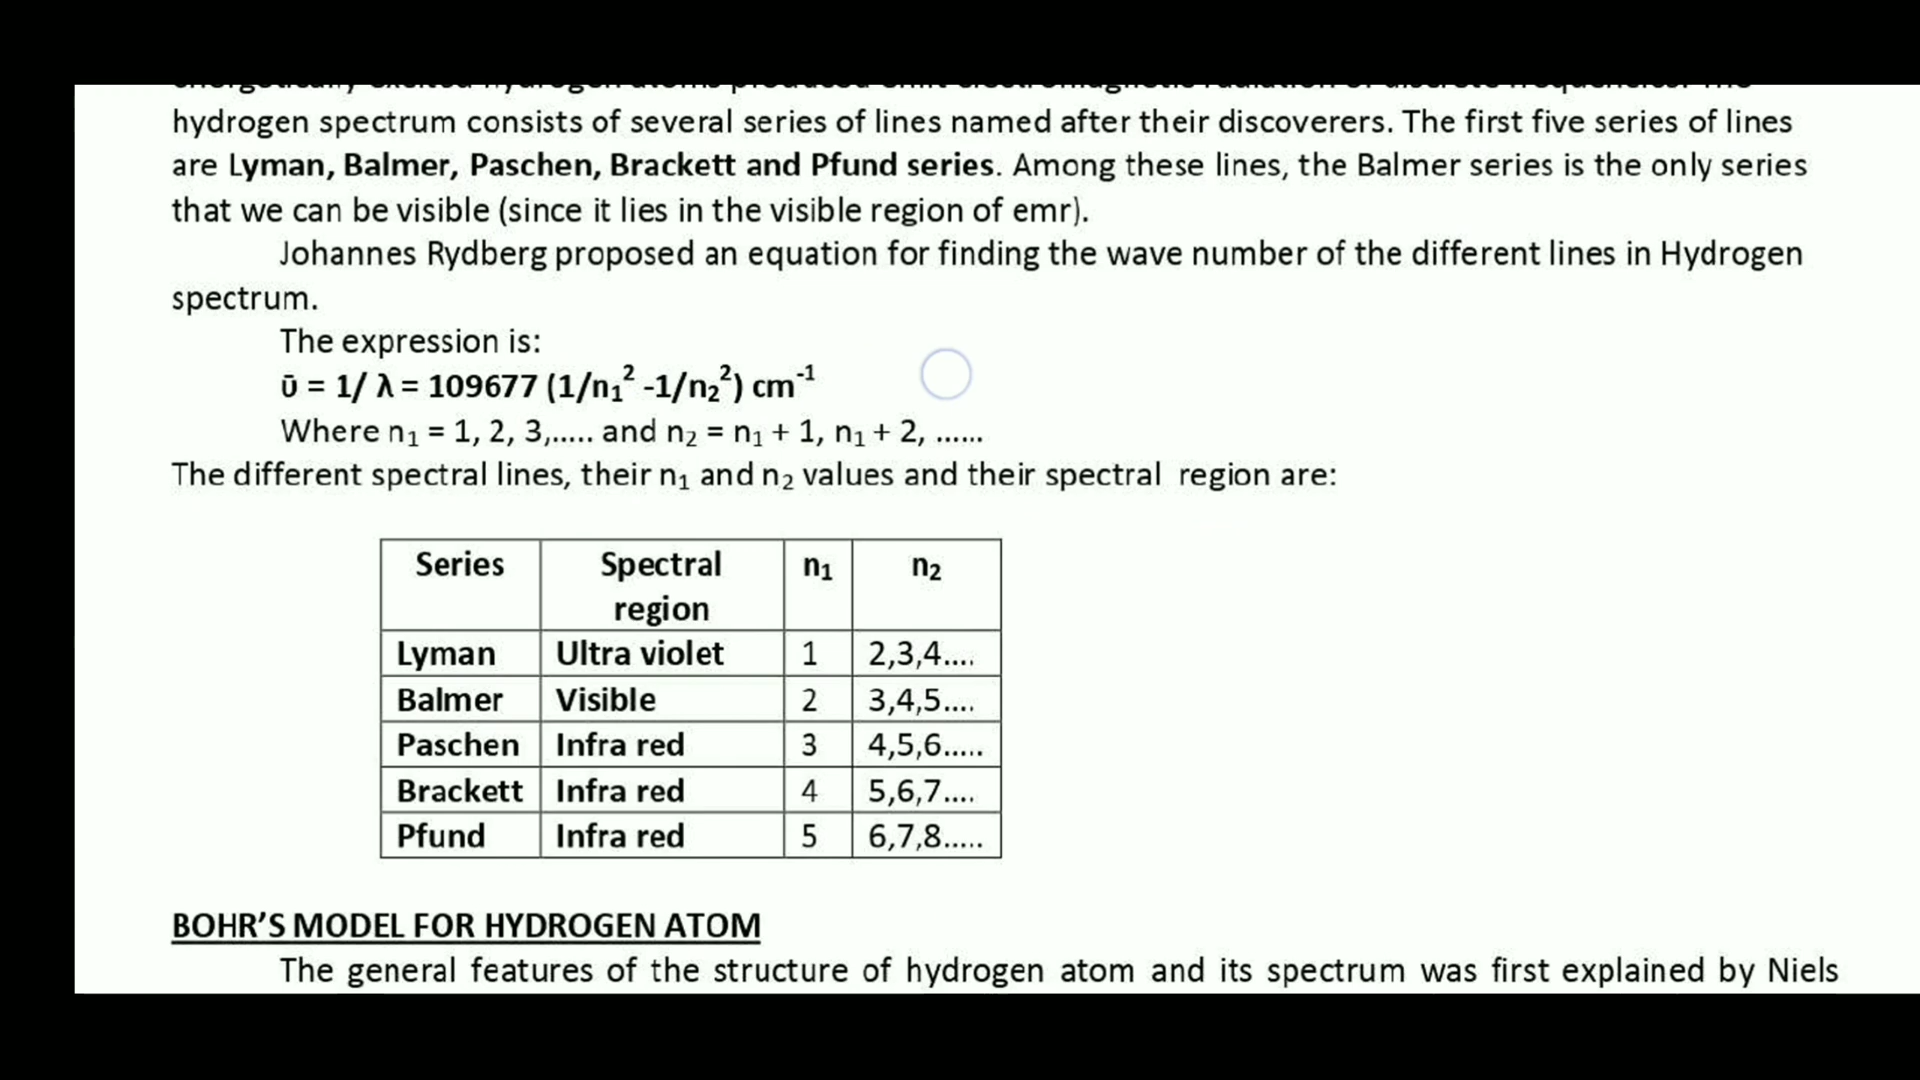 hydrogen spectrum consists of several series of lines named after their discoverers. The first five series of lines
are Lyman, Balmer, Paschen, Brackett and Pfund series. Among these lines, the Balmer series is the only series
that we can be visible (since it lies in the visible region of emr).
Johannes Rydberg proposed an equation for finding the wave number of the different lines in Hydrogen
spectrum.
The expression is:
ῡ = 1/ λ = 109677 (1/n₁² -1/n₂²) cm⁻¹
Where n₁ = 1, 2, 3,..... and n₂ = n₁ + 1, n₁ + 2, ......
The different spectral lines, their n₁ and n₂ values and their spectral region are:
Series Spectral region n₁ n₂
Lyman Ultra violet 1 2,3,4....
Balmer Visible 2 3,4,5....
Paschen Infra red 3 4,5,6.....
Brackett Infra red 4 5,6,7....
Pfund Infra red 5 6,7,8.....
BOHR'S MODEL FOR HYDROGEN ATOM
The general features of the structure of hydrogen atom and its spectrum was first explained by Niels